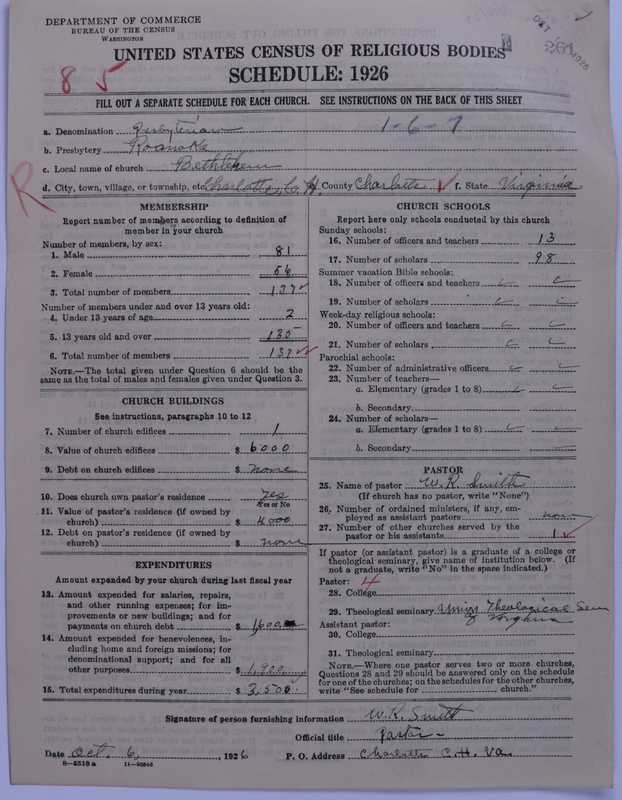 DEPARTMENT OF COMMERCE
BUREAU OF THE CENSUS
WASHINGTON
UNITED STATES CENSUS OF RELIGIOUS BODIES
SCHEDULE: 1926
8 5
261
1926
FILL OUT A SEPARATE SCHEDULE FOR EACH CHURCH. SEE INSTRUCTIONS ON THE BACK OF THIS SHEET
a. Denomination Presbyterian 1-6-7
b. Presbytery Roanoke
c. Local name of church Bethlehem
R
d. City, town, village, or township, etc. Charlotte C. H. County Charlotte f. State Virginia
MEMBERSHIP
Report number of members according to definition of
member in your church
Number of members, by sex:
1. Male 81
2. Female 56
3. Total number of members 137
Number of members under and over 13 years old:
4. Under 13 years of age 2
5. 13 years old and over 135
6. Total number of members 137
NOTE.—The total given under Question 6 should be
same as the total of males and females given under Question 3.
CHURCH BUILDINGS
See instructions, paragraphs 10 to 12
7. Number of church edifices 1
8. Value of church edifices $ 6000
9. Debt on church edifices $ none
10. Does church own pastor's residence yes
Yes or No
11. Value of pastor's residence (if owned by
church) $ 4000
12. Debt on pastor's residence (if owned by
church) $ none
EXPENDITURES
Amount expended by your church during last fiscal year
13. Amount expended for salaries, repairs,
and other running expenses; for im-
provements or new buildings; and for
payments on church debt $ 1,600
14. Amount expended for benevolences, in-
cluding home and foreign missions; for
denominational support; and for all
other purposes $ 1,900
15. Total expenditures during year $ 3,500
CHURCH SCHOOLS
Report here only schools conducted by this church
Sunday schools:
16. Number of officers and teachers 13
17. Number of scholars 98
Summer vacation Bible schools:
18. Number of officers and teachers
19. Number of scholars
Week-day religious schools:
20. Number of officers and teachers
21. Number of scholars
Parochial schools:
22. Number of administrative officers
23. Number of teachers—
a. Elementary (grades 1 to 8)
b. Secondary
24. Number of scholars—
a. Elementary (grades 1 to 8)
b. Secondary
PASTOR
25. Name of pastor W. R. Smith
(If church has no pastor, write "None")
26. Number of ordained ministers, if any, em-
ployed as assistant pastors none
27. Number of other churches served by the
pastor or his assistants 1
If pastor (or assistant pastor) is a graduate of a college or
theological seminary, give name of institution below. (If
not a graduate, write "No" in the space indicated.)
Pastor: 4
28. College
29. Theological seminary Union Theological Sem
of Virginia
Assistant pastor:
30. College
31. Theological seminary
NOTE.—Where one pastor serves two or more churches,
Questions 28 and 29 should be answered only on the schedule
for one of the churches; on the schedules for the other churches,
write "See schedule for church."
Signature of person furnishing information W. R. Smith
Official title Pastor
Date Oct. 6, 1926 P. O. Address Charlotte C. H. Va.
8-5518 a